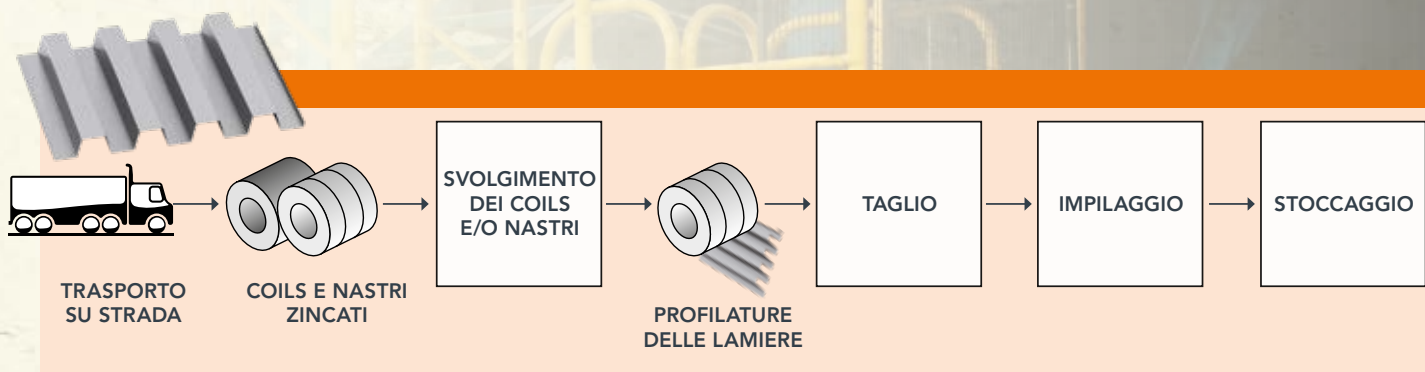 TRASPORTO
SU STRADA
COILS E NASTRI
ZINCATI
SVOLGIMENTO
DEI COILS
E/O NASTRI
PROFILATURE
DELLE LAMIERE
TAGLIO
IMPILAGGIO
STOCCAGGIO